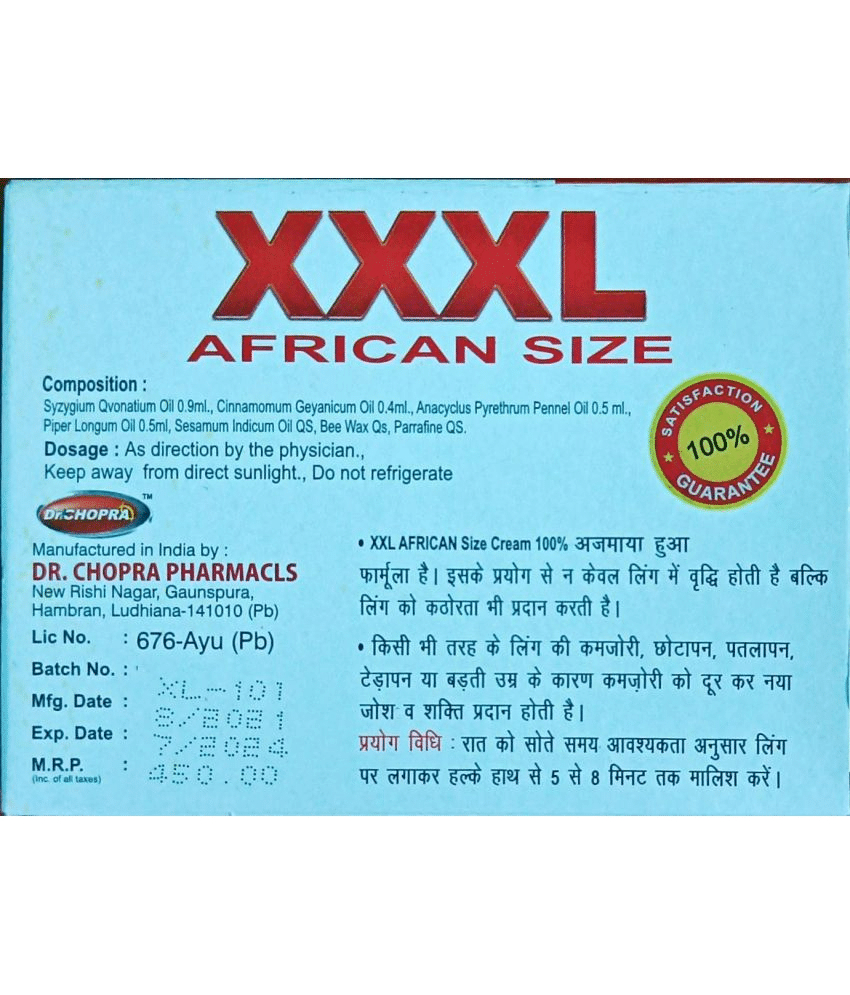 XXXL
AFRICAN SIZE
Composition :
Syzygium Qvonatium Oil 0.9ml., Cinnamomum Geyanicum Oil 0.4ml., Anacyclus Pyrethrum Pennel Oil 0.5 ml.,
Piper Longum Oil 0.5ml, Sesamum Indicum Oil QS, Bee Wax Qs, Parrafine QS.
Dosage : As direction by the physician.,
Keep away from direct sunlight., Do not refrigerate
SATISFACTION
100%
GUARANTEE
Dr.CHOPRA TM
Manufactured in India by :
DR. CHOPRA PHARMACLS
New Rishi Nagar, Gaunspura,
Hambran, Ludhiana-141010 (Pb)
Lic No. : 676-Ayu (Pb)
Batch No. : XL-101
Mfg. Date : 8/2021
Exp. Date : 7/2024
M.R.P. : 450.00
(Inc. of all taxes)
• XXL AFRICAN Size Cream 100% अजमाया हुआ
फार्मूला है। इसके प्रयोग से न केवल लिंग में वृद्धि होती है बल्कि
लिंग को कठोरता भी प्रदान करती है।
• किसी भी तरह के लिंग की कमजोरी, छोटापन, पतलापन,
टेड़ापन या बड़ती उम्र के कारण कमज़ोरी को दूर कर नया
जोश व शक्ति प्रदान होती है।
प्रयोग विधि : रात को सोते समय आवश्यकता अनुसार लिंग
पर लगाकर हल्के हाथ से 5 से 8 मिनट तक मालिश करें।